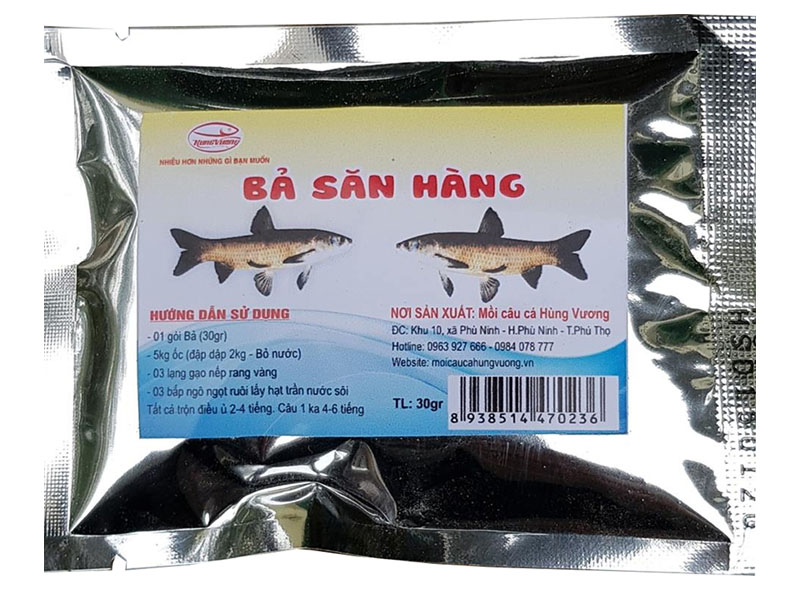 HungVuong
NHIỀU HƠN NHỮNG GÌ BẠN MUỐN
BẢ SĂN HÀNG
HƯỚNG DẪN SỬ DỤNG
- 01 gói Bả (30gr)
- 5kg ốc (đập dập 2kg - Bỏ nước)
- 03 lạng gạo nếp rang vàng
- 03 bắp ngô ngọt ruôi lấy hạt trần nước sôi
Tất cả trộn điều ủ 2-4 tiếng. Câu 1 ka 4-6 tiếng
NƠI SẢN XUẤT: Mồi câu cá Hùng Vương
ĐC: Khu 10, xã Phù Ninh - H.Phù Ninh - T.Phú Thọ
Hotline: 0963 927 666 - 0984 078 777
Website: moicaucahungvuong.vn
TL: 30gr
8 938514 470236